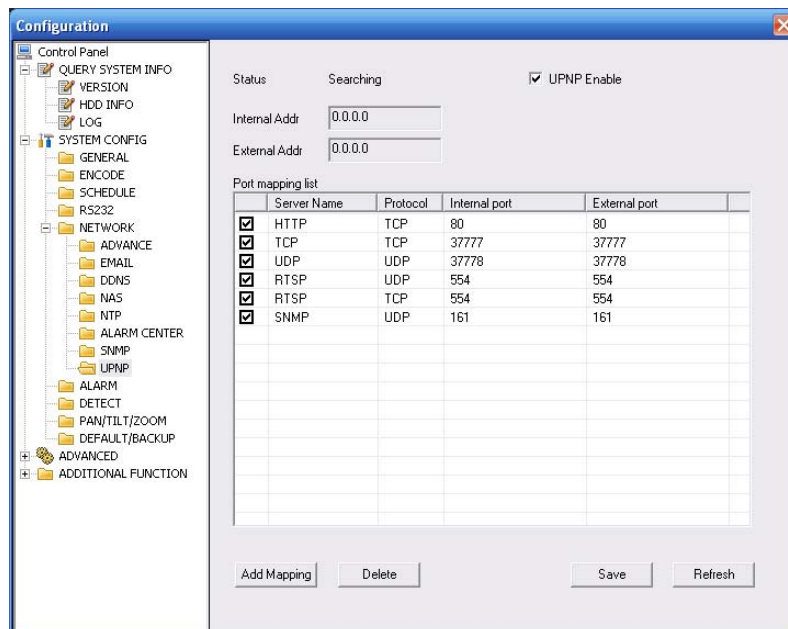 Configuration
Control Panel
QUERY SYSTEM INFO
VERSION
HDD INFO
LOG
SYSTEM CONFIG
GENERAL
ENCODE
SCHEDULE
RS232
NETWORK
ADVANCE
EMAIL
DDNS
NAS
NTP
ALARM CENTER
SNMP
UPNP
ALARM
DETECT
PAN/TILT/ZOOM
DEFAULT/BACKUP
ADVANCED
ADDITIONAL FUNCTION
Status Searching UPNP Enable
Internal Addr 0.0.0.0
External Addr 0.0.0.0
Port mapping list
Server Name Protocol Internal port External port
HTTP TCP 80 80
TCP TCP 37777 37777
UDP UDP 37778 37778
RTSP UDP 554 554
RTSP TCP 554 554
SNMP UDP 161 161
Add Mapping Delete Save Refresh